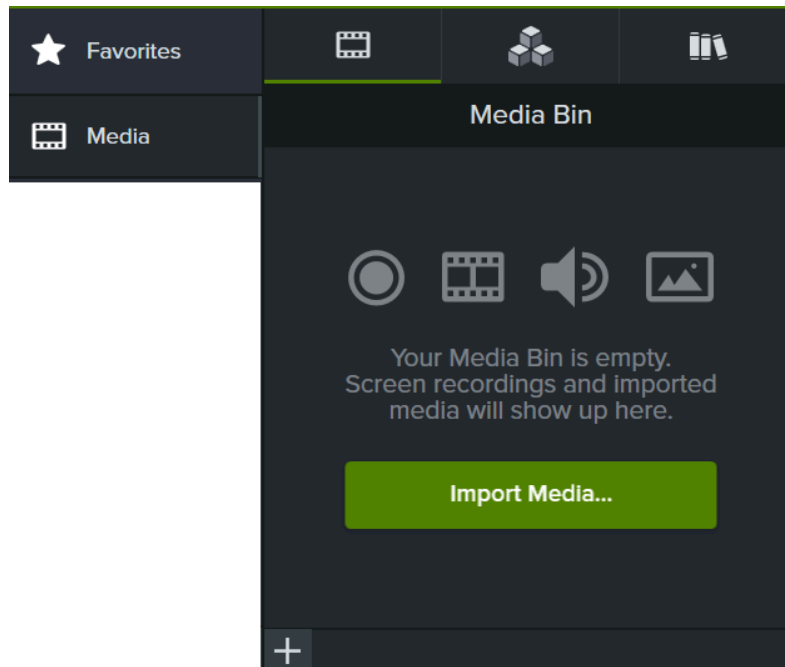 Favorites
Media
Media Bin
Your Media Bin is empty.
Screen recordings and imported
media will show up here.
Import Media...